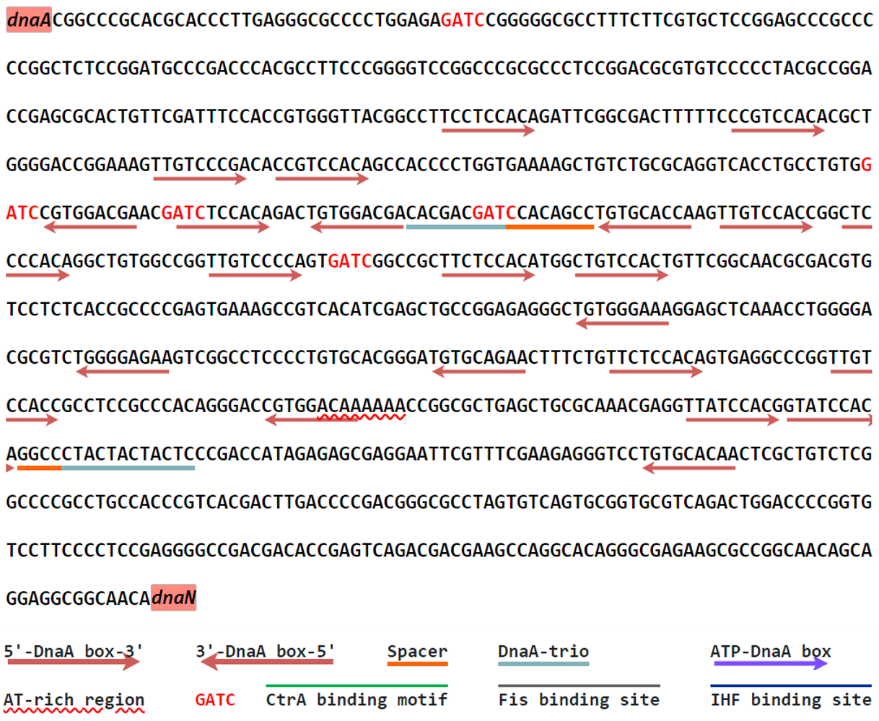 dnaACGGCCCGCACGCACCCTTGAGGGCGCCCCTGGAGAGATCCGGGGGCGCCTTTCTTCGTGCTCCGGAGCCCGCCC
CCGGCTCTCCGGATGCCCGACCCACGCCTTCCCGGGGTCCGGCCCGCGCCCTCCGGACGCGTGTCCCCCTACGCCGGA
CCGAGCGCACTGTTCGATTTCCACCGTGGGTTACGGCCTTCCTCCACAGATTCGGCGACTTTTTCCCGTCCACACGCT
GGGGACCGGAAAGTTGTCCCGACACCGTCCACAGCCACCCCTGGTGAAAAGCTGTCTGCGCAGGTCACCTGCCTGTGG
ATCCGTGGACGAACGATCTCCACAGACTGTGGACGACACGACGATCCACAGCCTGTGCACCAAGTTGTCCACCGGCTC
CCCACAGGCTGTGGCCGGTTGTCCCCAGTGATCGGCCGCTTCTCCACATGGCTGTCCACTGTTCGGCAACGCGACGTG
TCCTCTCACCGCCCCGAGTGAAAGCCGTCACATCGAGCTGCCGGAGAGGGCTGTGGGAAAGGAGCTCAAACCTGGGGA
CGCGTCTGGGGAGAAGTCGGCCTCCCCTGTGCACGGGATGTGCAGAACTTTCTGTTCTCCACAGTGAGGCCCGGTTGT
CCACCGCCTCCGCCCACAGGGACCGTGGACAAAAAACCGGCGCTGAGCTGCGCAAACGAGGTTATCCACGGTATCCAC
AGGCCCTACTACTACTCCCGACCATAGAGAGCGAGGAATTCGTTTCGAAGAGGGTCCTGTGCACAACTCGCTGTCTCG
GCCCCGCCTGCCACCCGTCACGACTTGACCCCGACGGGCGCCTAGTGTCAGTGCGGTGCGTCAGACTGGACCCCGGTG
TCCTTCCCCTCCGAGGGGCCGACGACACCGAGTCAGACGACGAAGCCAGGCACAGGGCGAGAAGCGCCGGCAACAGCA
GGAGGCGGCAACAdnaN
5'-DnaA box-3' 3'-DnaA box-5' Spacer DnaA-trio ATP-DnaA box
AT-rich region GATC CtrA binding motif Fis binding site IHF binding site